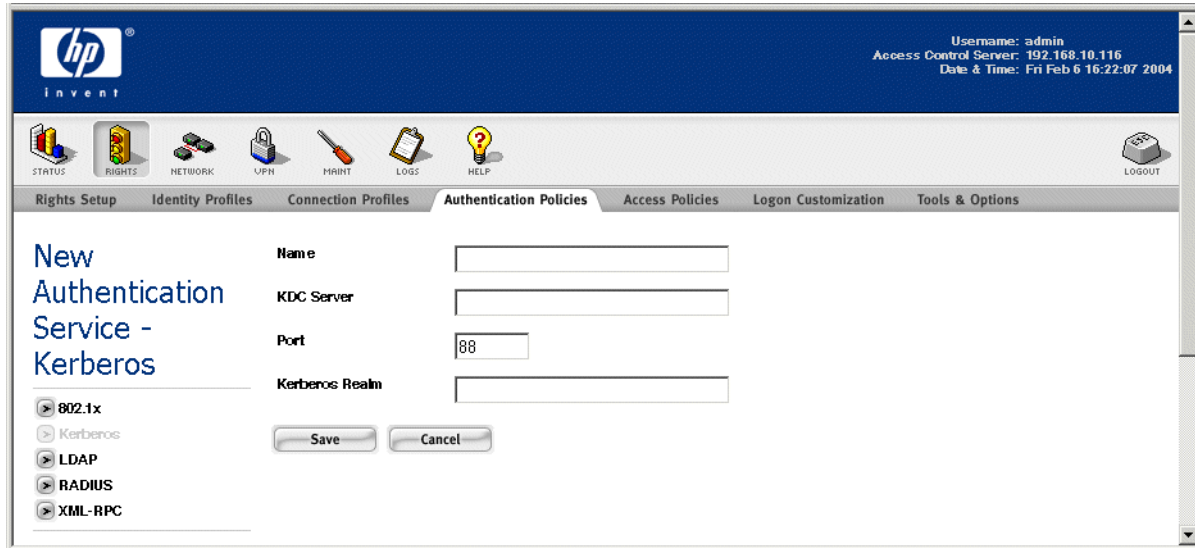 hp®
invent
Username: admin
Access Control Server: 192.168.10.116
Date & Time: Fri Feb 6 16:22:07 2004
STATUS RIGHTS NETWORK VPN MAINT LOGS HELP LOGOUT
Rights Setup Identity Profiles Connection Profiles Authentication Policies Access Policies Logon Customization Tools & Options
New
Authentication
Service -
Kerberos
802.1x
Kerberos
LDAP
RADIUS
XML-RPC
Name
KDC Server
Port 88
Kerberos Realm
Save Cancel